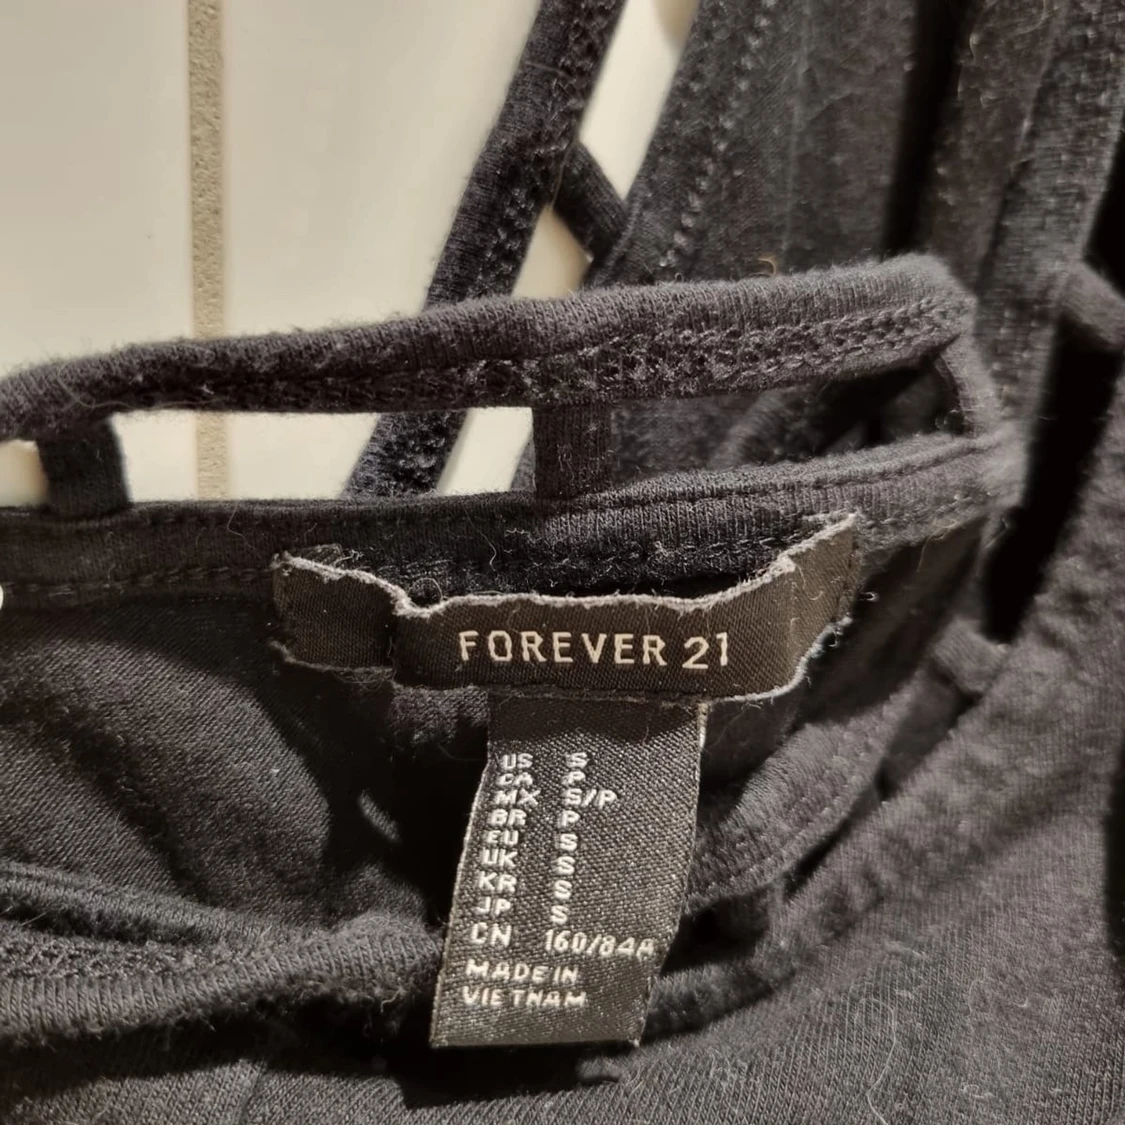 FOREVER 21
US S
CA P
MX S/P
BR P
EU S
UK S
KR S
JP S
CN 160/84A
MADE IN
VIETNAM